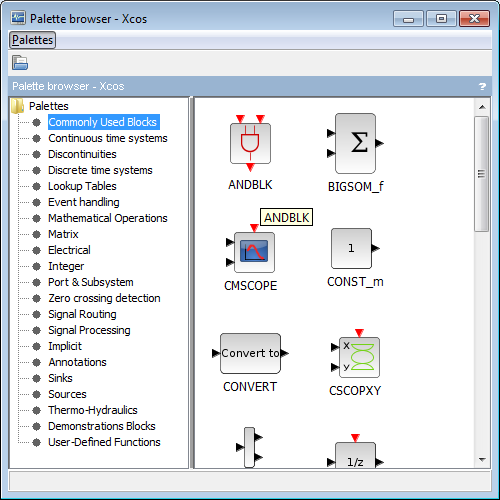 Palette browser - Xcos
Palettes
Palette browser - Xcos ?
Palettes
Commonly Used Blocks
Continuous time systems
Discontinuities
Discrete time systems
Lookup Tables
Event handling
Mathematical Operations
Matrix
Electrical
Integer
Port & Subsystem
Zero crossing detection
Signal Routing
Signal Processing
Implicit
Annotations
Sinks
Sources
Thermo-Hydraulics
Demonstrations Blocks
User-Defined Functions
Σ
ANDBLK BIGSOM_f
ANDBLK
1
CMSCOPE CONST_m
Convert to X
Y
CONVERT CSCOPXY
1/z